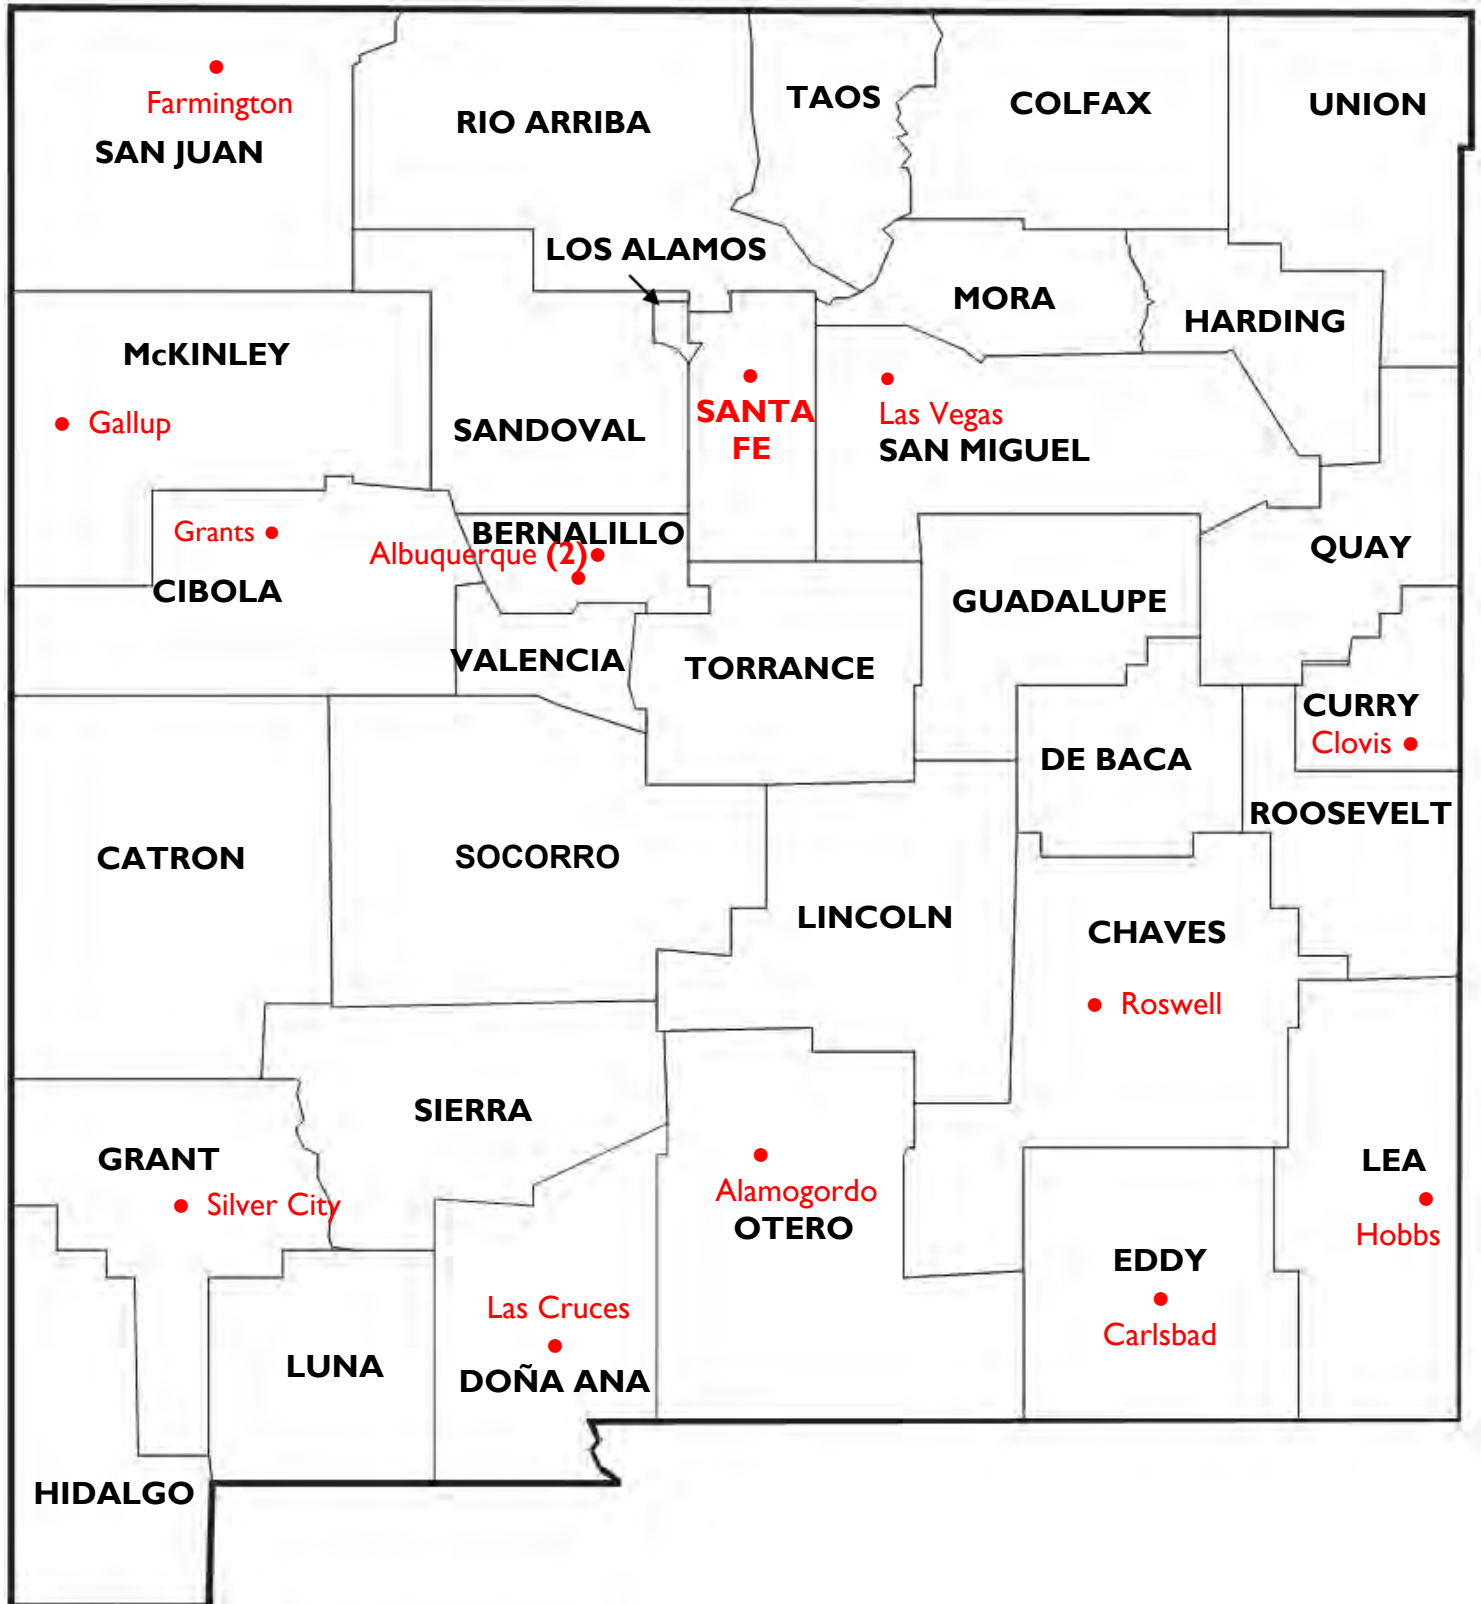 Farmington
SAN JUAN
RIO ARRIBA
TAOS
COLFAX
UNION
LOS ALAMOS
MORA
HARDING
McKINLEY
Gallup
SANDOVAL
SANTA
FE
Las Vegas
SAN MIGUEL
Grants
CIBOLA
BERNALILLO
Albuquerque (2)
QUAY
GUADALUPE
VALENCIA
TORRANCE
CURRY
Clovis
DE BACA
ROOSEVELT
CATRON
SOCORRO
LINCOLN
CHAVES
Roswell
SIERRA
GRANT
Silver City
Alamogordo
OTERO
LEA
Hobbs
EDDY
Carlsbad
Las Cruces
DOÑA ANA
LUNA
HIDALGO